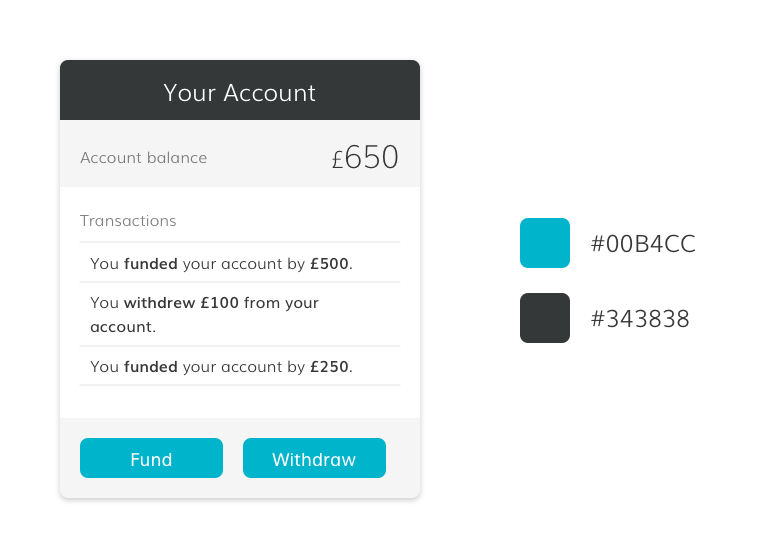 Your Account
Account balance
£650
Transactions
You funded your account by £500.
You withdrew £100 from your
account.
You funded your account by £250.
Fund
Withdraw
#00B4CC
#343838